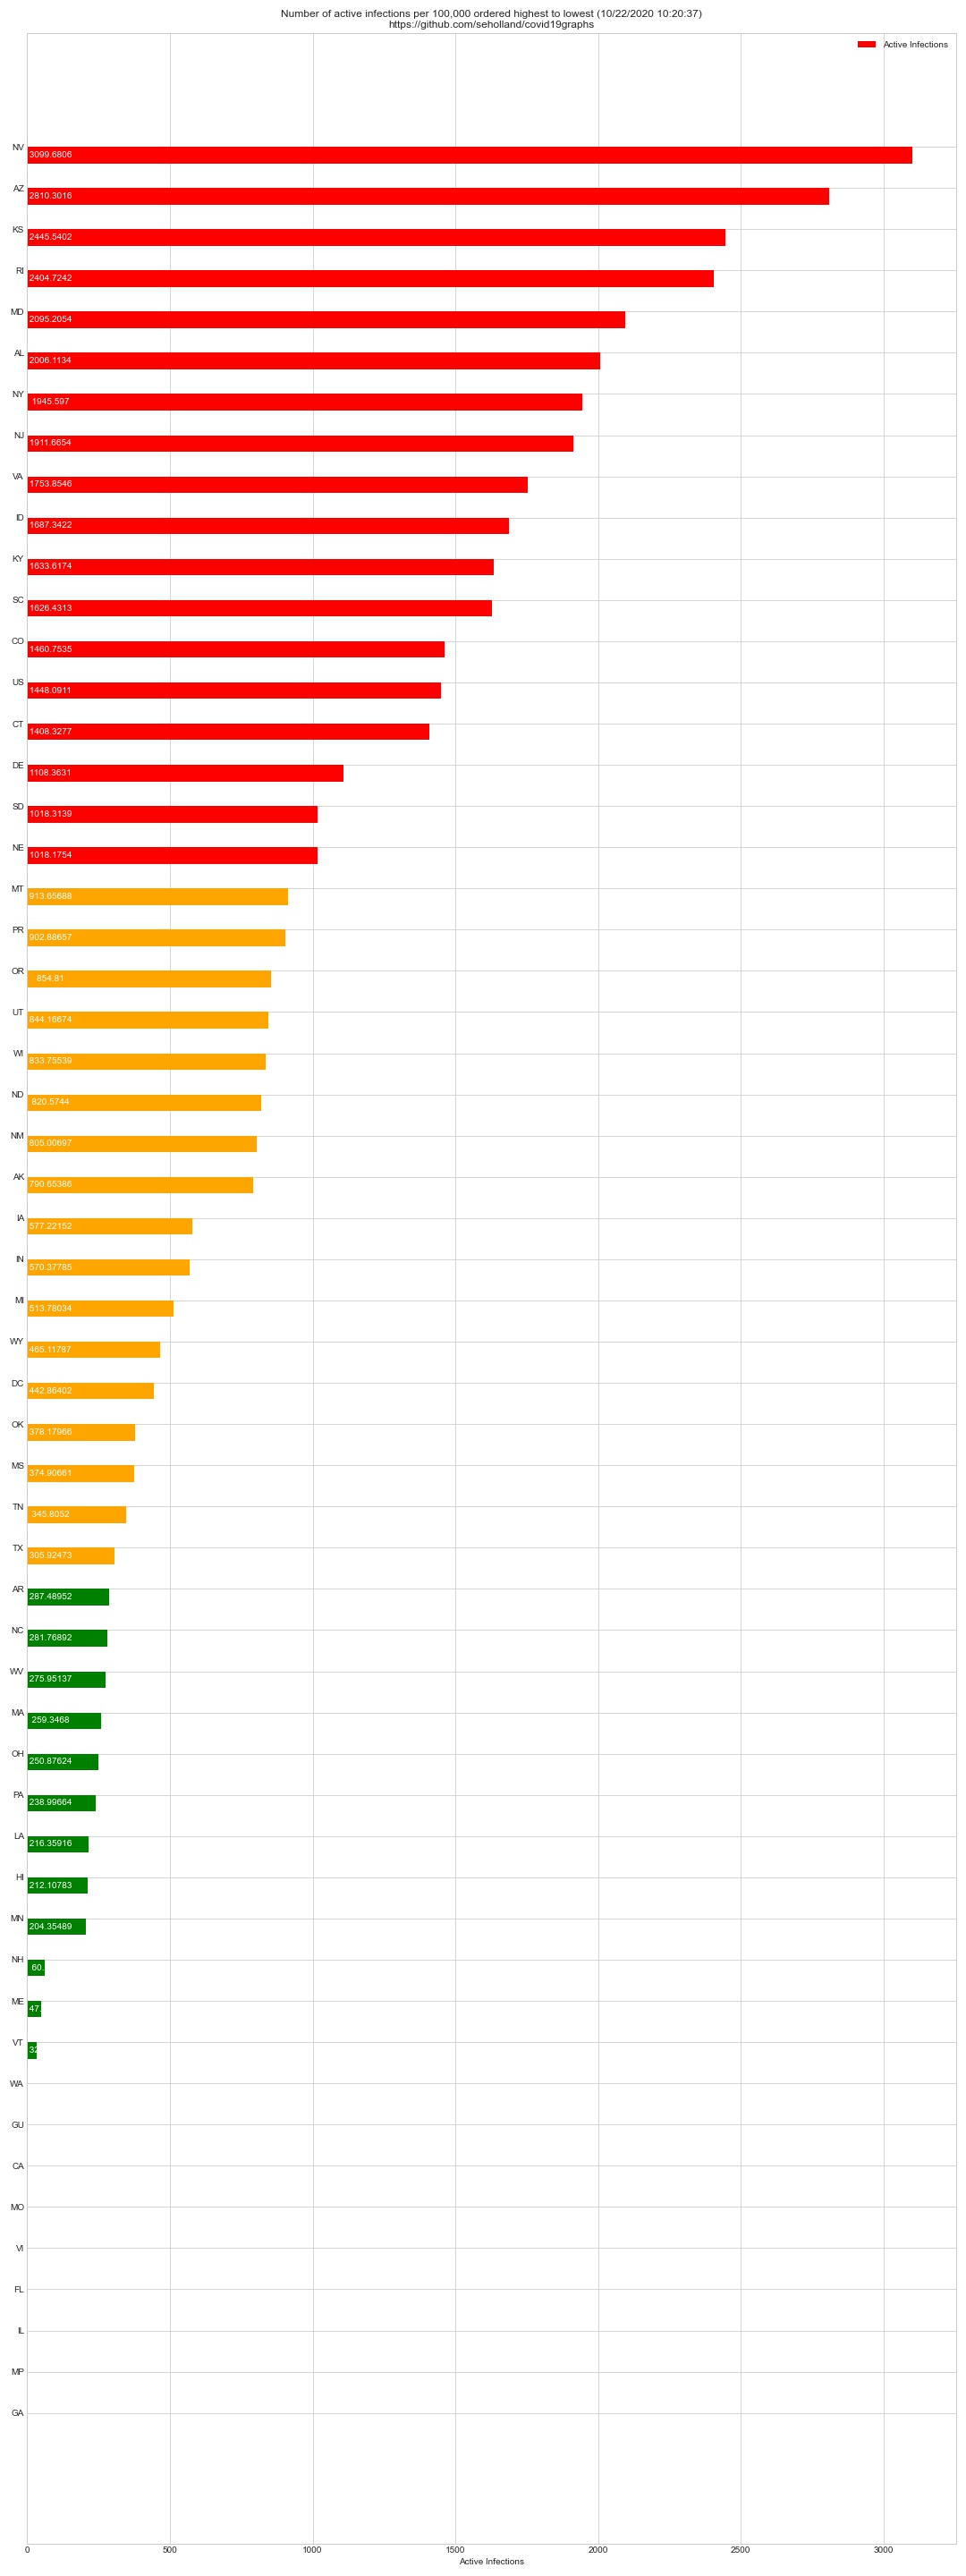 Number of active infections per 100,000 ordered highest to lowest (10/22/2020 10:20:37)
https://github.com/seholland/covid19graphs
Active Infections
NV 3099.6806
AZ 2810.3016
KS 2445.5402
RI 2404.7242
MD 2095.2054
AL 2006.1134
NY 1945.597
NJ 1911.6654
VA 1753.8546
ID 1687.3422
KY 1633.6174
SC 1626.4313
CO 1460.7535
US 1448.0911
CT 1408.3277
DE 1108.3631
SD 1018.3139
NE 1018.1754
MT 913.65688
PR 902.88657
OR 854.81
UT 844.16674
WI 833.75539
ND 820.5744
NM 805.00697
AK 790.65386
IA 577.22152
IN 570.37785
MI 513.78034
WY 465.11787
DC 442.86402
OK 378.17966
MS 374.90661
TN 345.8052
TX 305.92473
AR 287.48952
NC 281.76892
WV 275.95137
MA 259.3468
OH 250.87624
PA 238.99664
LA 216.35916
HI 212.10783
MN 204.35489
NH 60.
ME 47.
VT 32
WA
GU
CA
MO
VI
FL
IL
MP
GA
0 500 1000 1500 2000 2500 3000
Active Infections